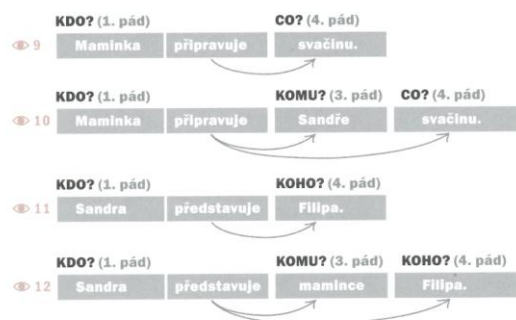 KDO? (1. pád) CO? (4. pád)
9 Maminka připravuje svačinu.
KDO? (1. pád) KOMU? (3. pád) CO? (4. pád)
10 Maminka připravuje Sandře svačinu.
KDO? (1. pád) KOHO? (4. pád)
11 Sandra představuje Filipa.
KDO? (1. pád) KOMU? (3. pád) KOHO? (4. pád)
12 Sandra představuje mamince Filipa.